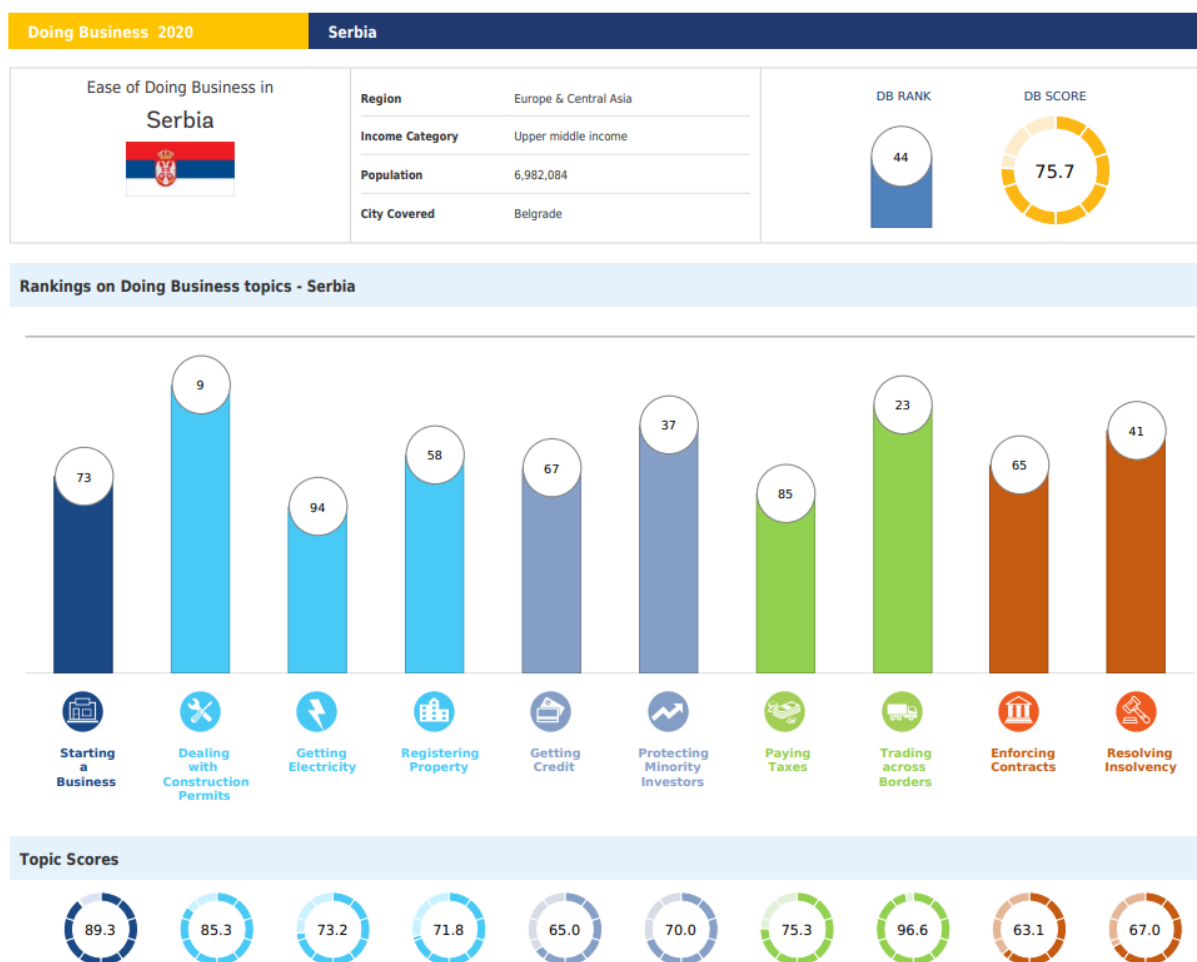 Doing Business 2020
Serbia
Ease of Doing Business in
Serbia
Region Europe & Central Asia
Income Category Upper middle income
Population 6,982,084
City Covered Belgrade
DB RANK DB SCORE
44
75.7
Rankings on Doing Business topics - Serbia
73
9
94
58
67
37
85
23
65
41
Starting
a
Business
Dealing
with
Construction
Permits
Getting
Electricity
Registering
Property
Getting
Credit
Protecting
Minority
Investors
Paying
Taxes
Trading
across
Borders
Enforcing
Contracts
Resolving
Insolvency
Topic Scores
89.3
85.3
73.2
71.8
65.0
70.0
75.3
96.6
63.1
67.0